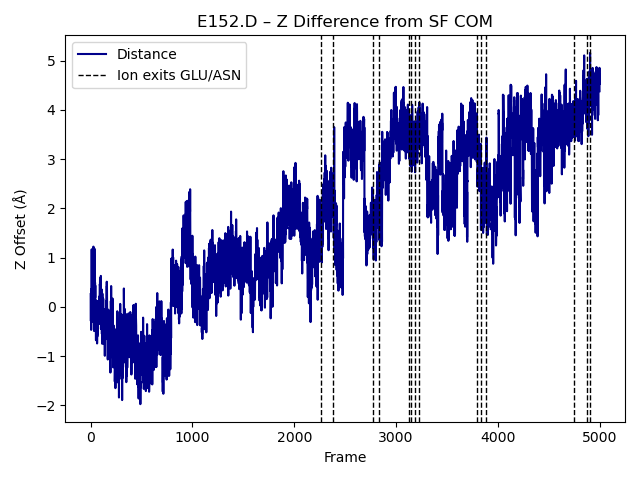 E152.D – Z Difference from SF COM
Distance
Ion exits GLU/ASN
Z Offset (Å)
5
4
3
2
1
0
−1
−2
0 1000 2000 3000 4000 5000
Frame